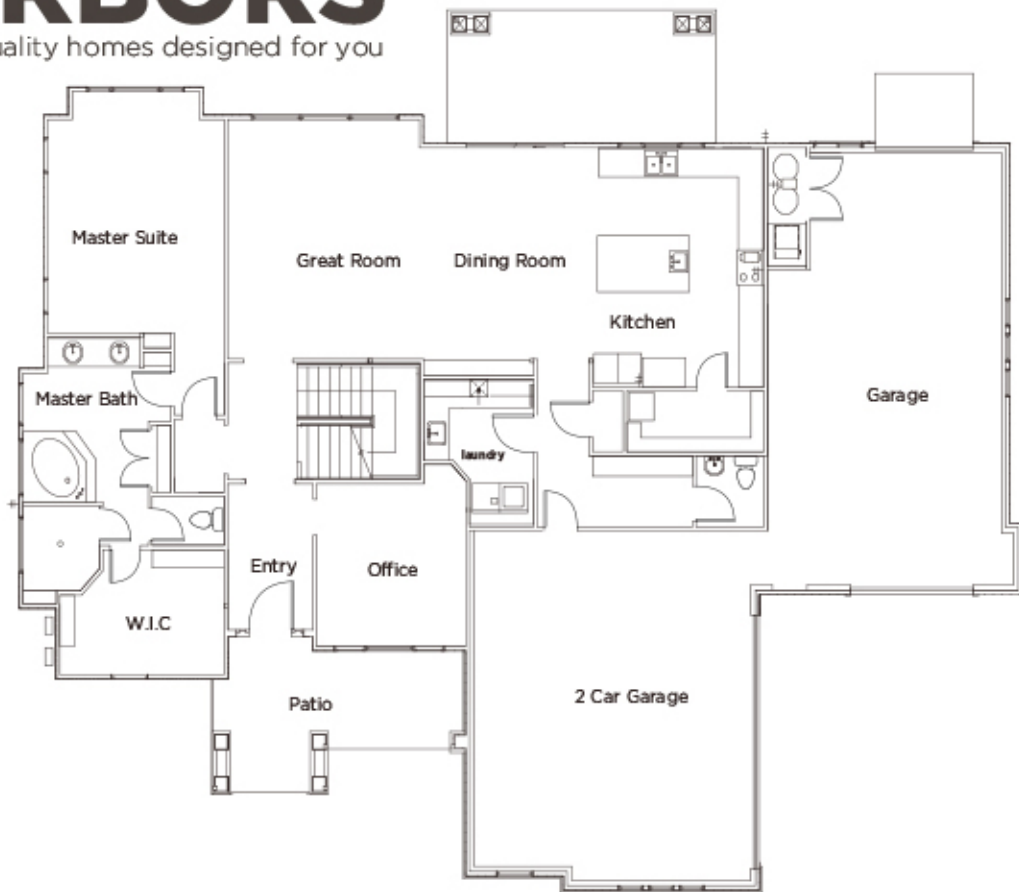 uality homes designed for you
Master Suite
Great Room
Dining Room
Kitchen
Master Bath
Garage
laundry
Entry
Office
W.I.C
Patio
2 Car Garage